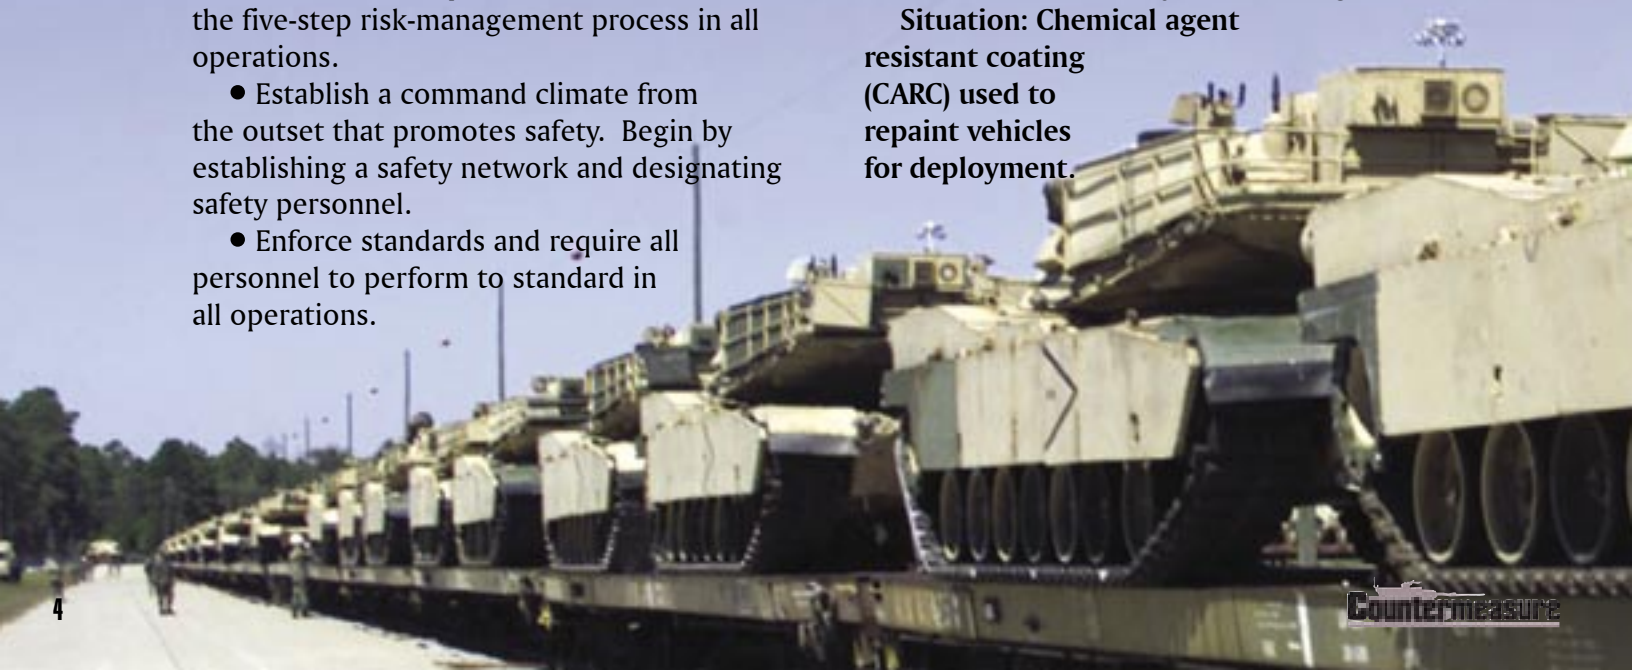 the five-step risk-management process in all
operations.
● Establish a command climate from
the outset that promotes safety.  Begin by
establishing a safety network and designating
safety personnel.
● Enforce standards and require all
personnel to perform to standard in
all operations.
Situation: Chemical agent
resistant coating
(CARC) used to
repaint vehicles
for deployment.
4
Countermeasure